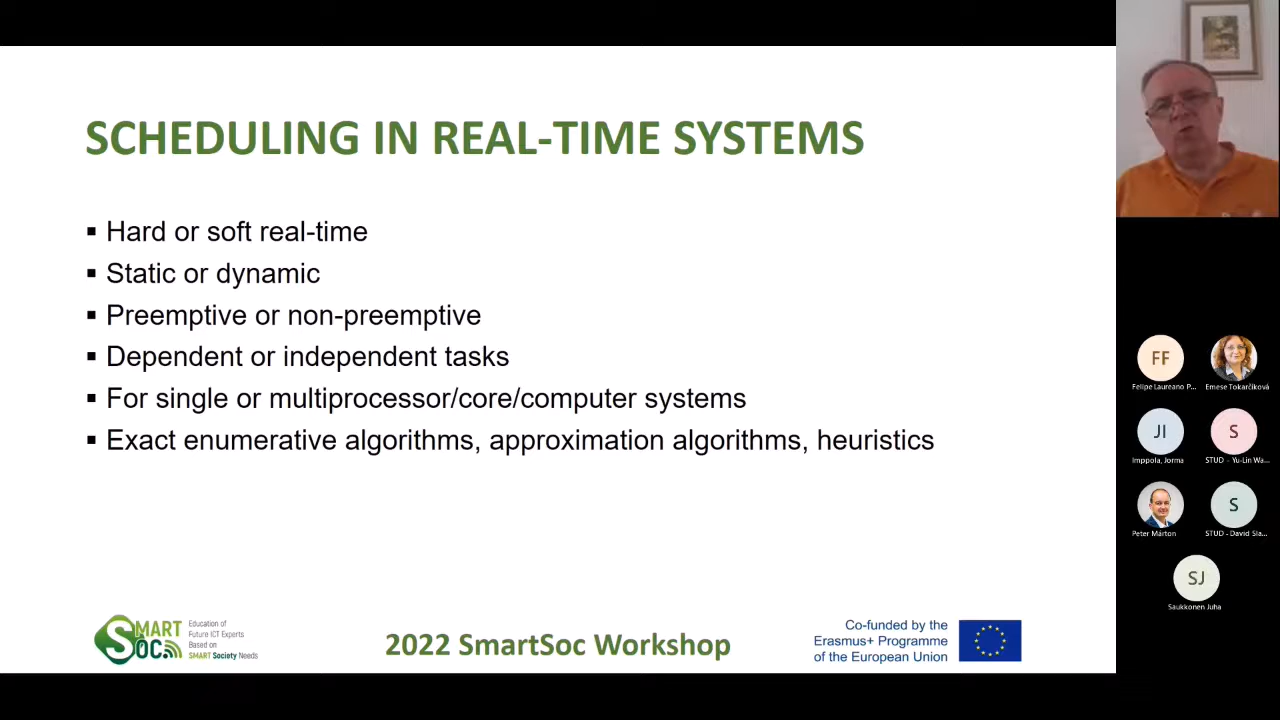 SCHEDULING IN REAL-TIME SYSTEMS
▪ Hard or soft real-time
▪ Static or dynamic
▪ Preemptive or non-preemptive
▪ Dependent or independent tasks
▪ For single or multiprocessor/core/computer systems
▪ Exact enumerative algorithms, approximation algorithms, heuristics
SMART
SOC
Education of
Future ICT Experts
Based on
SMART Society Needs
2022 SmartSoc Workshop
Co-funded by the
Erasmus+ Programme
of the European Union
FF
Felipe Laureano P...
Emese Tokarčíková
JI
Imppola, Jorma
S
STUD - Yu-Lin Wa...
Peter Márton
S
STUD - David Sla...
SJ
Saukkonen Juha